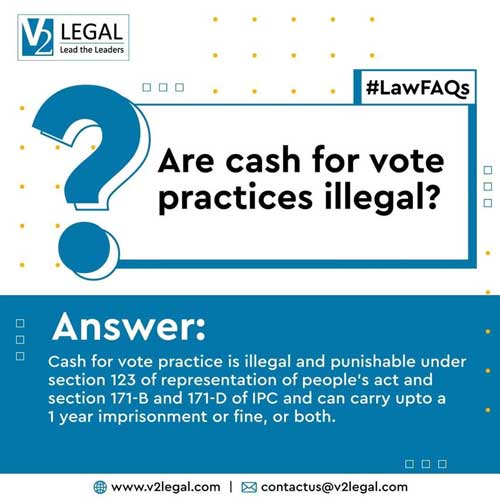 V2 LEGAL
Lead the Leaders
#LawFAQs
?
Are cash for vote
practices illegal?
Answer:
Cash for vote practice is illegal and punishable under
section 123 of representation of people's act and
section 171-B and 171-D of IPC and can carry upto a
1 year imprisonment or fine, or both.
www.v2legal.com | contactus@v2legal.com